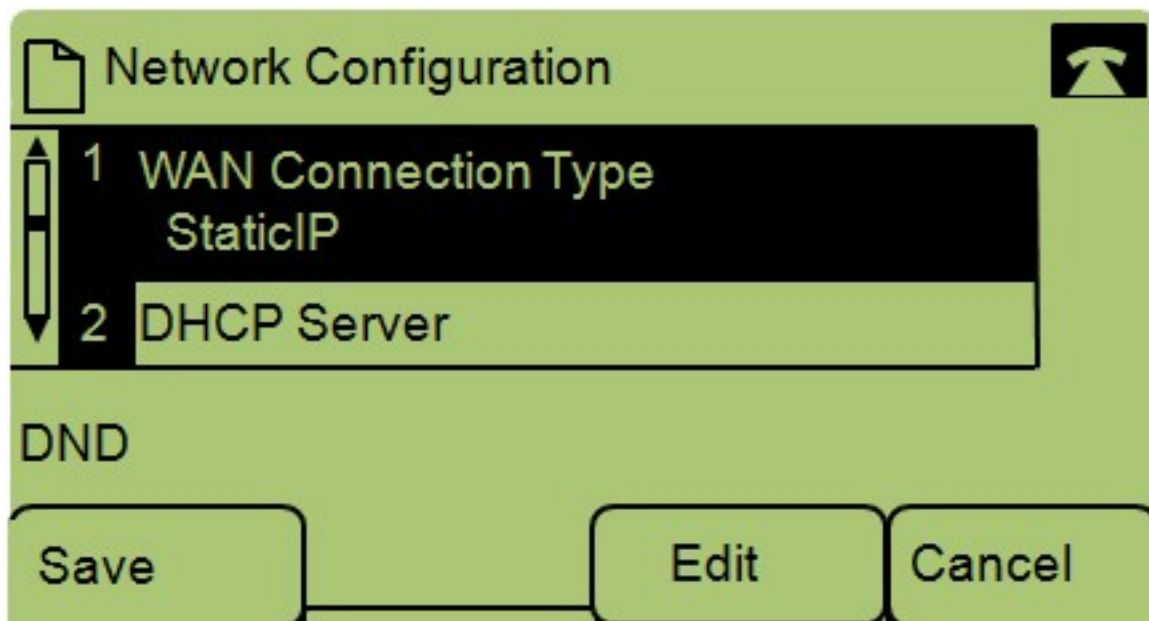 Network Configuration
1 WAN Connection Type
StaticIP
2 DHCP Server
DND
Save Edit Cancel